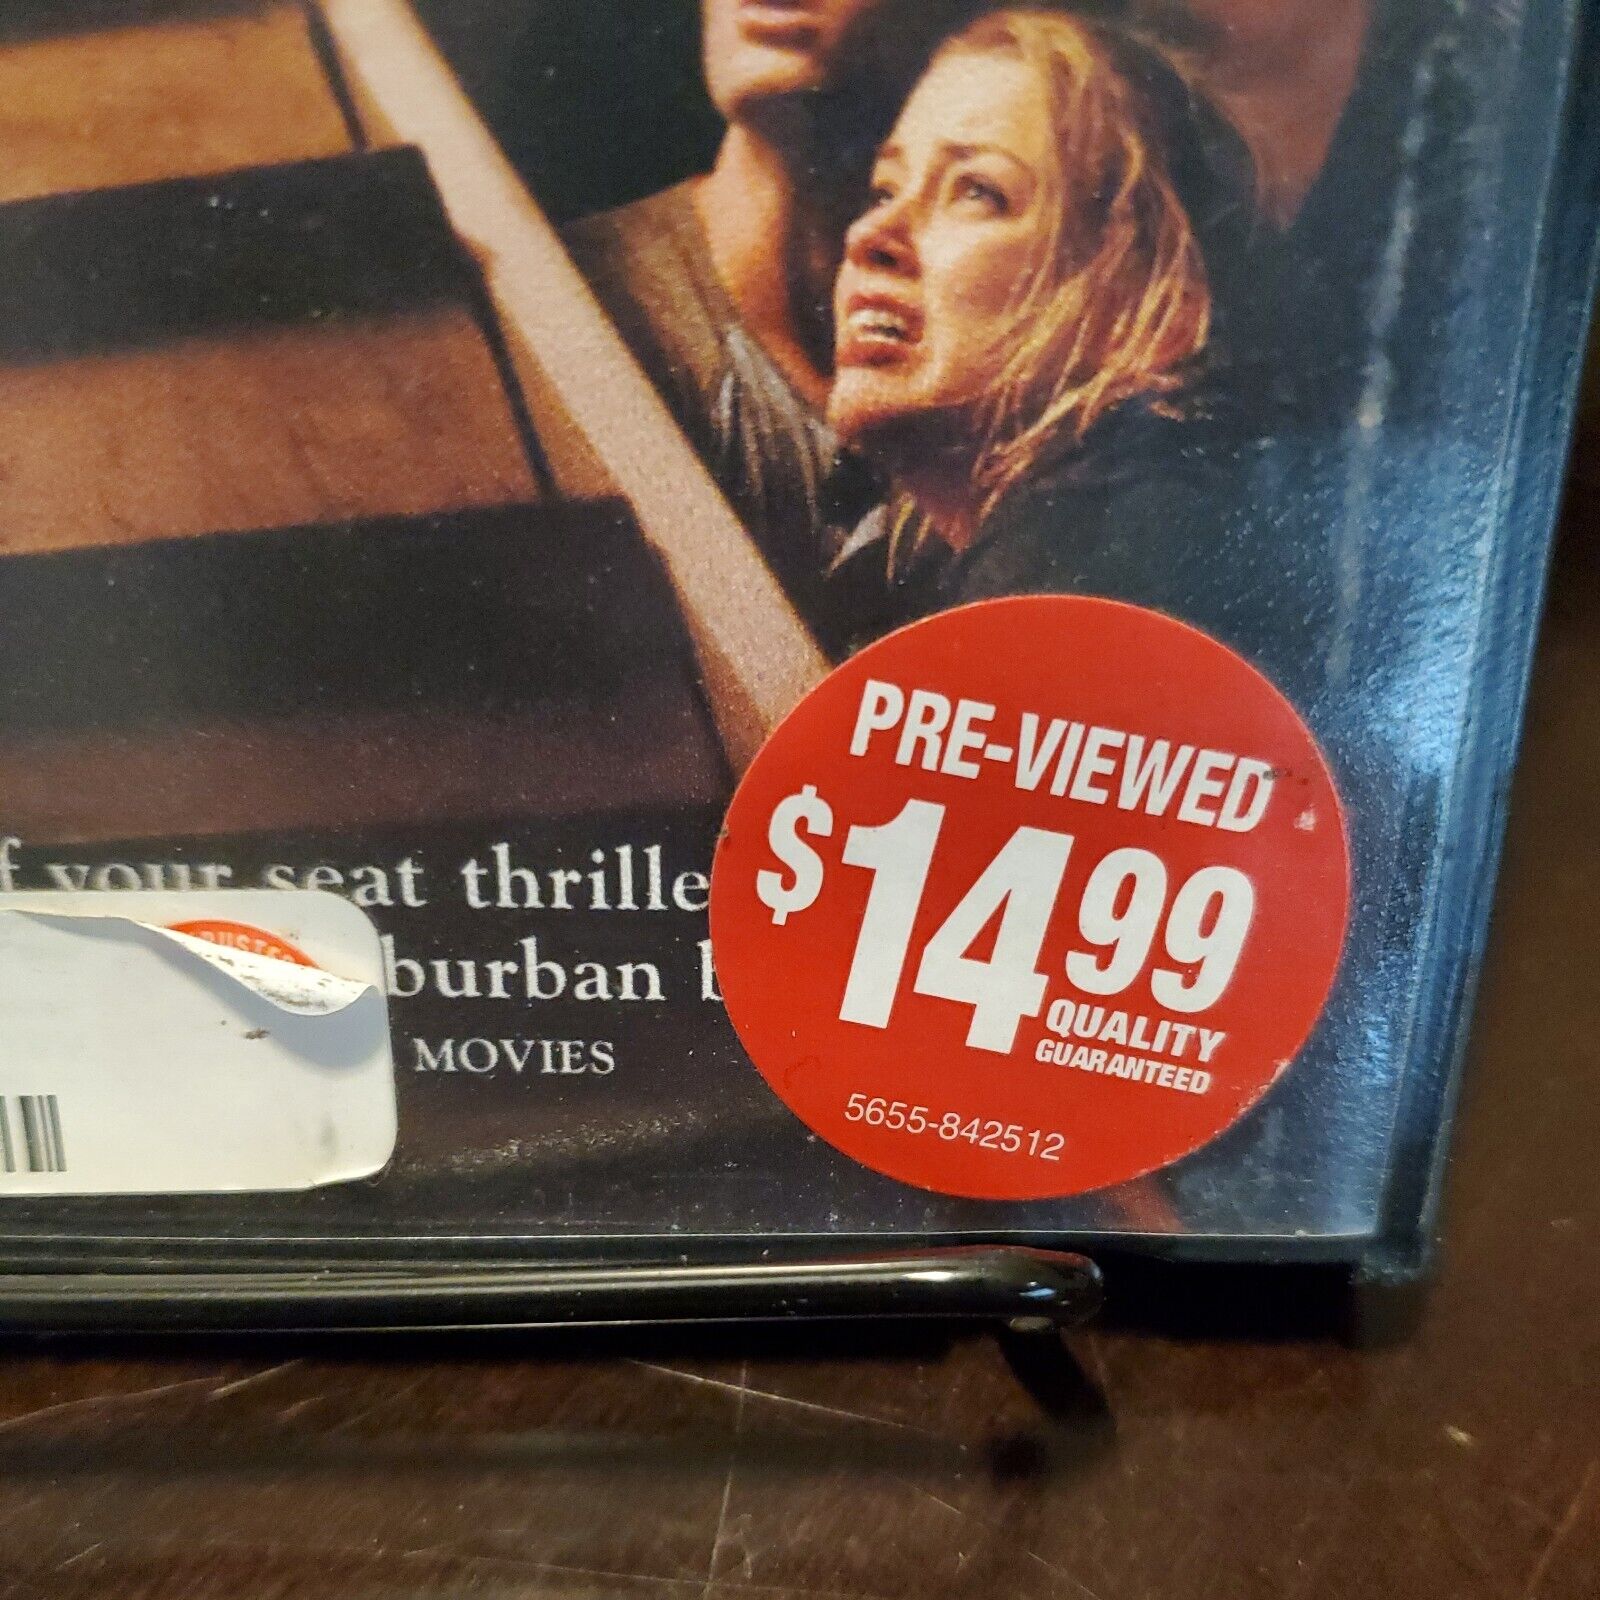 your seat thrille
burban
MOVIES
PRE-VIEWED
$14 99
QUALITY
GUARANTEED
5655-842512